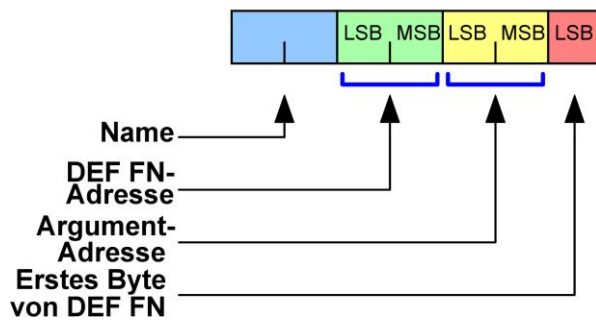 LSB MSB LSB MSB LSB
Name
DEF FN-
Adresse
Argument-
Adresse
Erstes Byte
von DEF FN